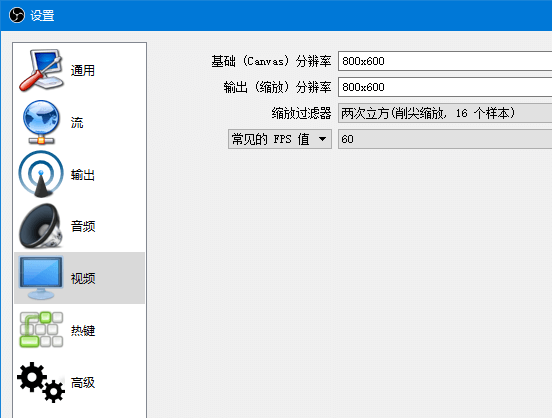 设置
通用
流
输出
音频
视频
热键
高级
基础 (Canvas) 分辨率 800x600
输出 (缩放) 分辨率 800x600
缩放过滤器 两次立方(削尖缩放, 16 个样本)
常见的 FPS 值 60